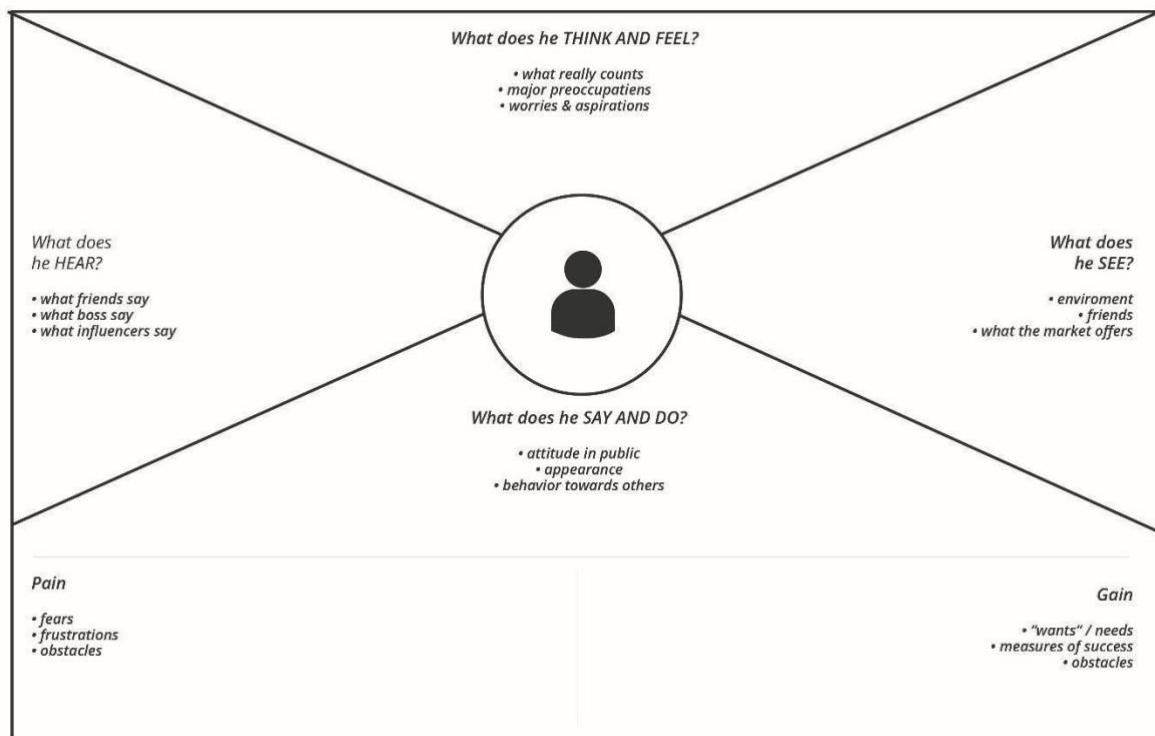 What does he THINK AND FEEL?
• what really counts
• major preoccupatiens
• worries & aspirations
What does
he HEAR?
• what friends say
• what boss say
• what influencers say
What does
he SEE?
• enviroment
• friends
• what the market offers
What does he SAY AND DO?
• attitude in public
• appearance
• behavior towards others
Pain
• fears
• frustrations
• obstacles
Gain
• “wants” / needs
• measures of success
• obstacles